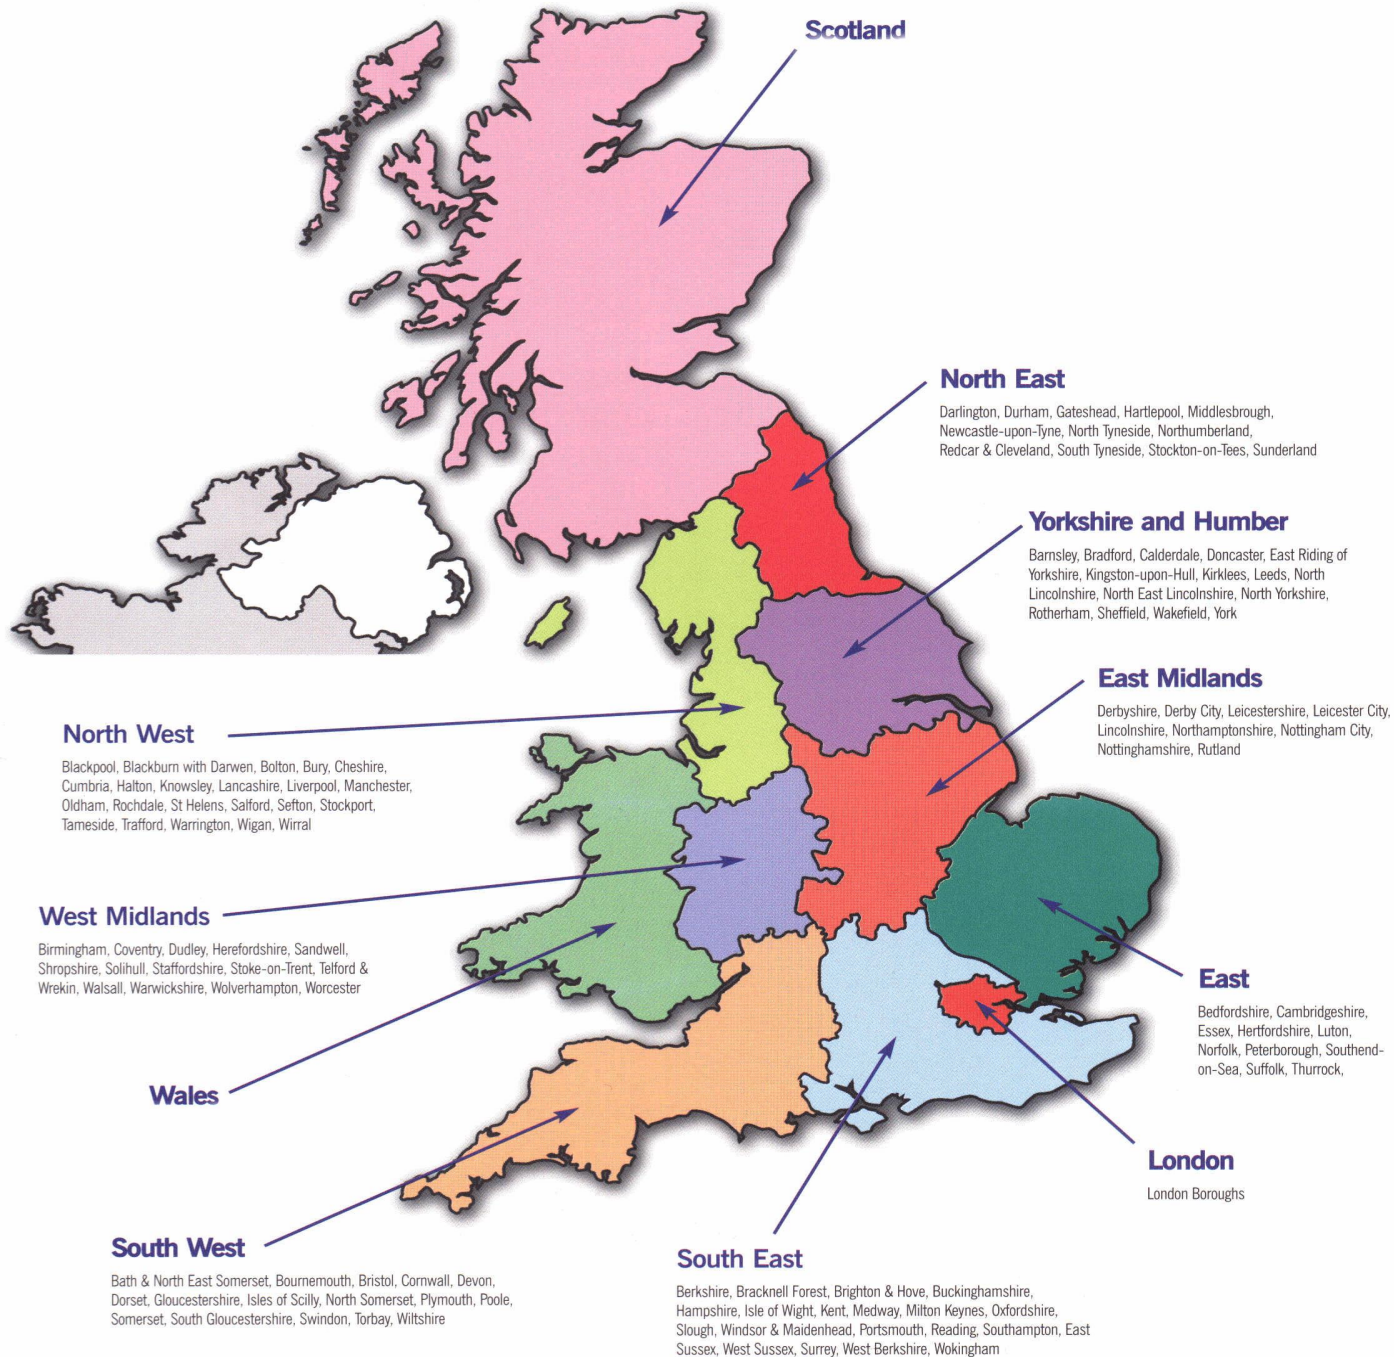 Scotland
North East
Darlington, Durham, Gateshead, Hartlepool, Middlesbrough,
Newcastle-upon-Tyne, North Tyneside, Northumberland,
Redcar & Cleveland, South Tyneside, Stockton-on-Tees, Sunderland
Yorkshire and Humber
Barnsley, Bradford, Calderdale, Doncaster, East Riding of
Yorkshire, Kingston-upon-Hull, Kirklees, Leeds, North
Lincolnshire, North East Lincolnshire, North Yorkshire,
Rotherham, Sheffield, Wakefield, York
East Midlands
Derbyshire, Derby City, Leicestershire, Leicester City,
Lincolnshire, Northamptonshire, Nottingham City,
Nottinghamshire, Rutland
North West
Blackpool, Blackburn with Darwen, Bolton, Bury, Cheshire,
Cumbria, Halton, Knowsley, Lancashire, Liverpool, Manchester,
Oldham, Rochdale, St Helens, Salford, Sefton, Stockport,
Tameside, Trafford, Warrington, Wigan, Wirral
West Midlands
Birmingham, Coventry, Dudley, Herefordshire, Sandwell,
Shropshire, Solihull, Staffordshire, Stoke-on-Trent, Telford &
Wrekin, Walsall, Warwickshire, Wolverhampton, Worcester
East
Bedfordshire, Cambridgeshire,
Essex, Hertfordshire, Luton,
Norfolk, Peterborough, Southend-
on-Sea, Suffolk, Thurrock,
Wales
London
London Boroughs
South West
Bath & North East Somerset, Bournemouth, Bristol, Cornwall, Devon,
Dorset, Gloucestershire, Isles of Scilly, North Somerset, Plymouth, Poole,
Somerset, South Gloucestershire, Swindon, Torbay, Wiltshire
South East
Berkshire, Bracknell Forest, Brighton & Hove, Buckinghamshire,
Hampshire, Isle of Wight, Kent, Medway, Milton Keynes, Oxfordshire,
Slough, Windsor & Maidenhead, Portsmouth, Reading, Southampton, East
Sussex, West Sussex, Surrey, West Berkshire, Wokingham